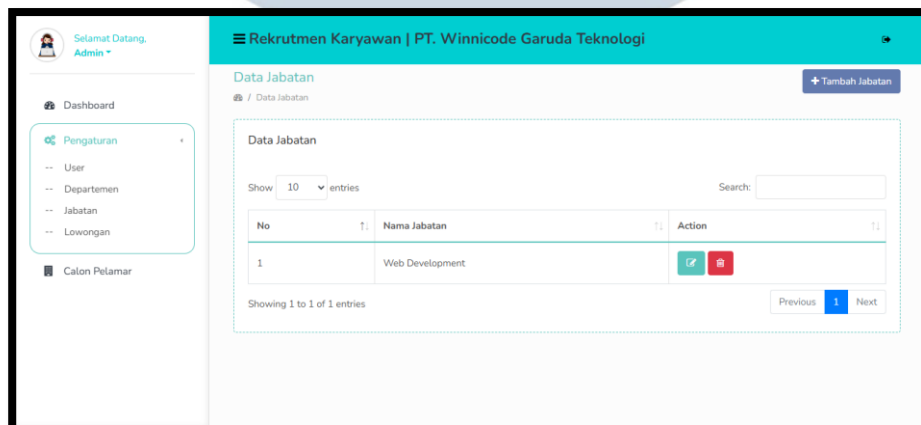 Selamat Datang,
Admin
Rekrutmen Karyawan | PT. Winnicode Garuda Teknologi
Data Jabatan
/ Data Jabatan
+ Tambah Jabatan
Dashboard
Pengaturan
-- User
-- Departemen
-- Jabatan
-- Lowongan
Calon Pelamar
Data Jabatan
Show 10 entries
Search:
No Nama Jabatan Action
1 Web Development
Showing 1 to 1 of 1 entries
Previous 1 Next